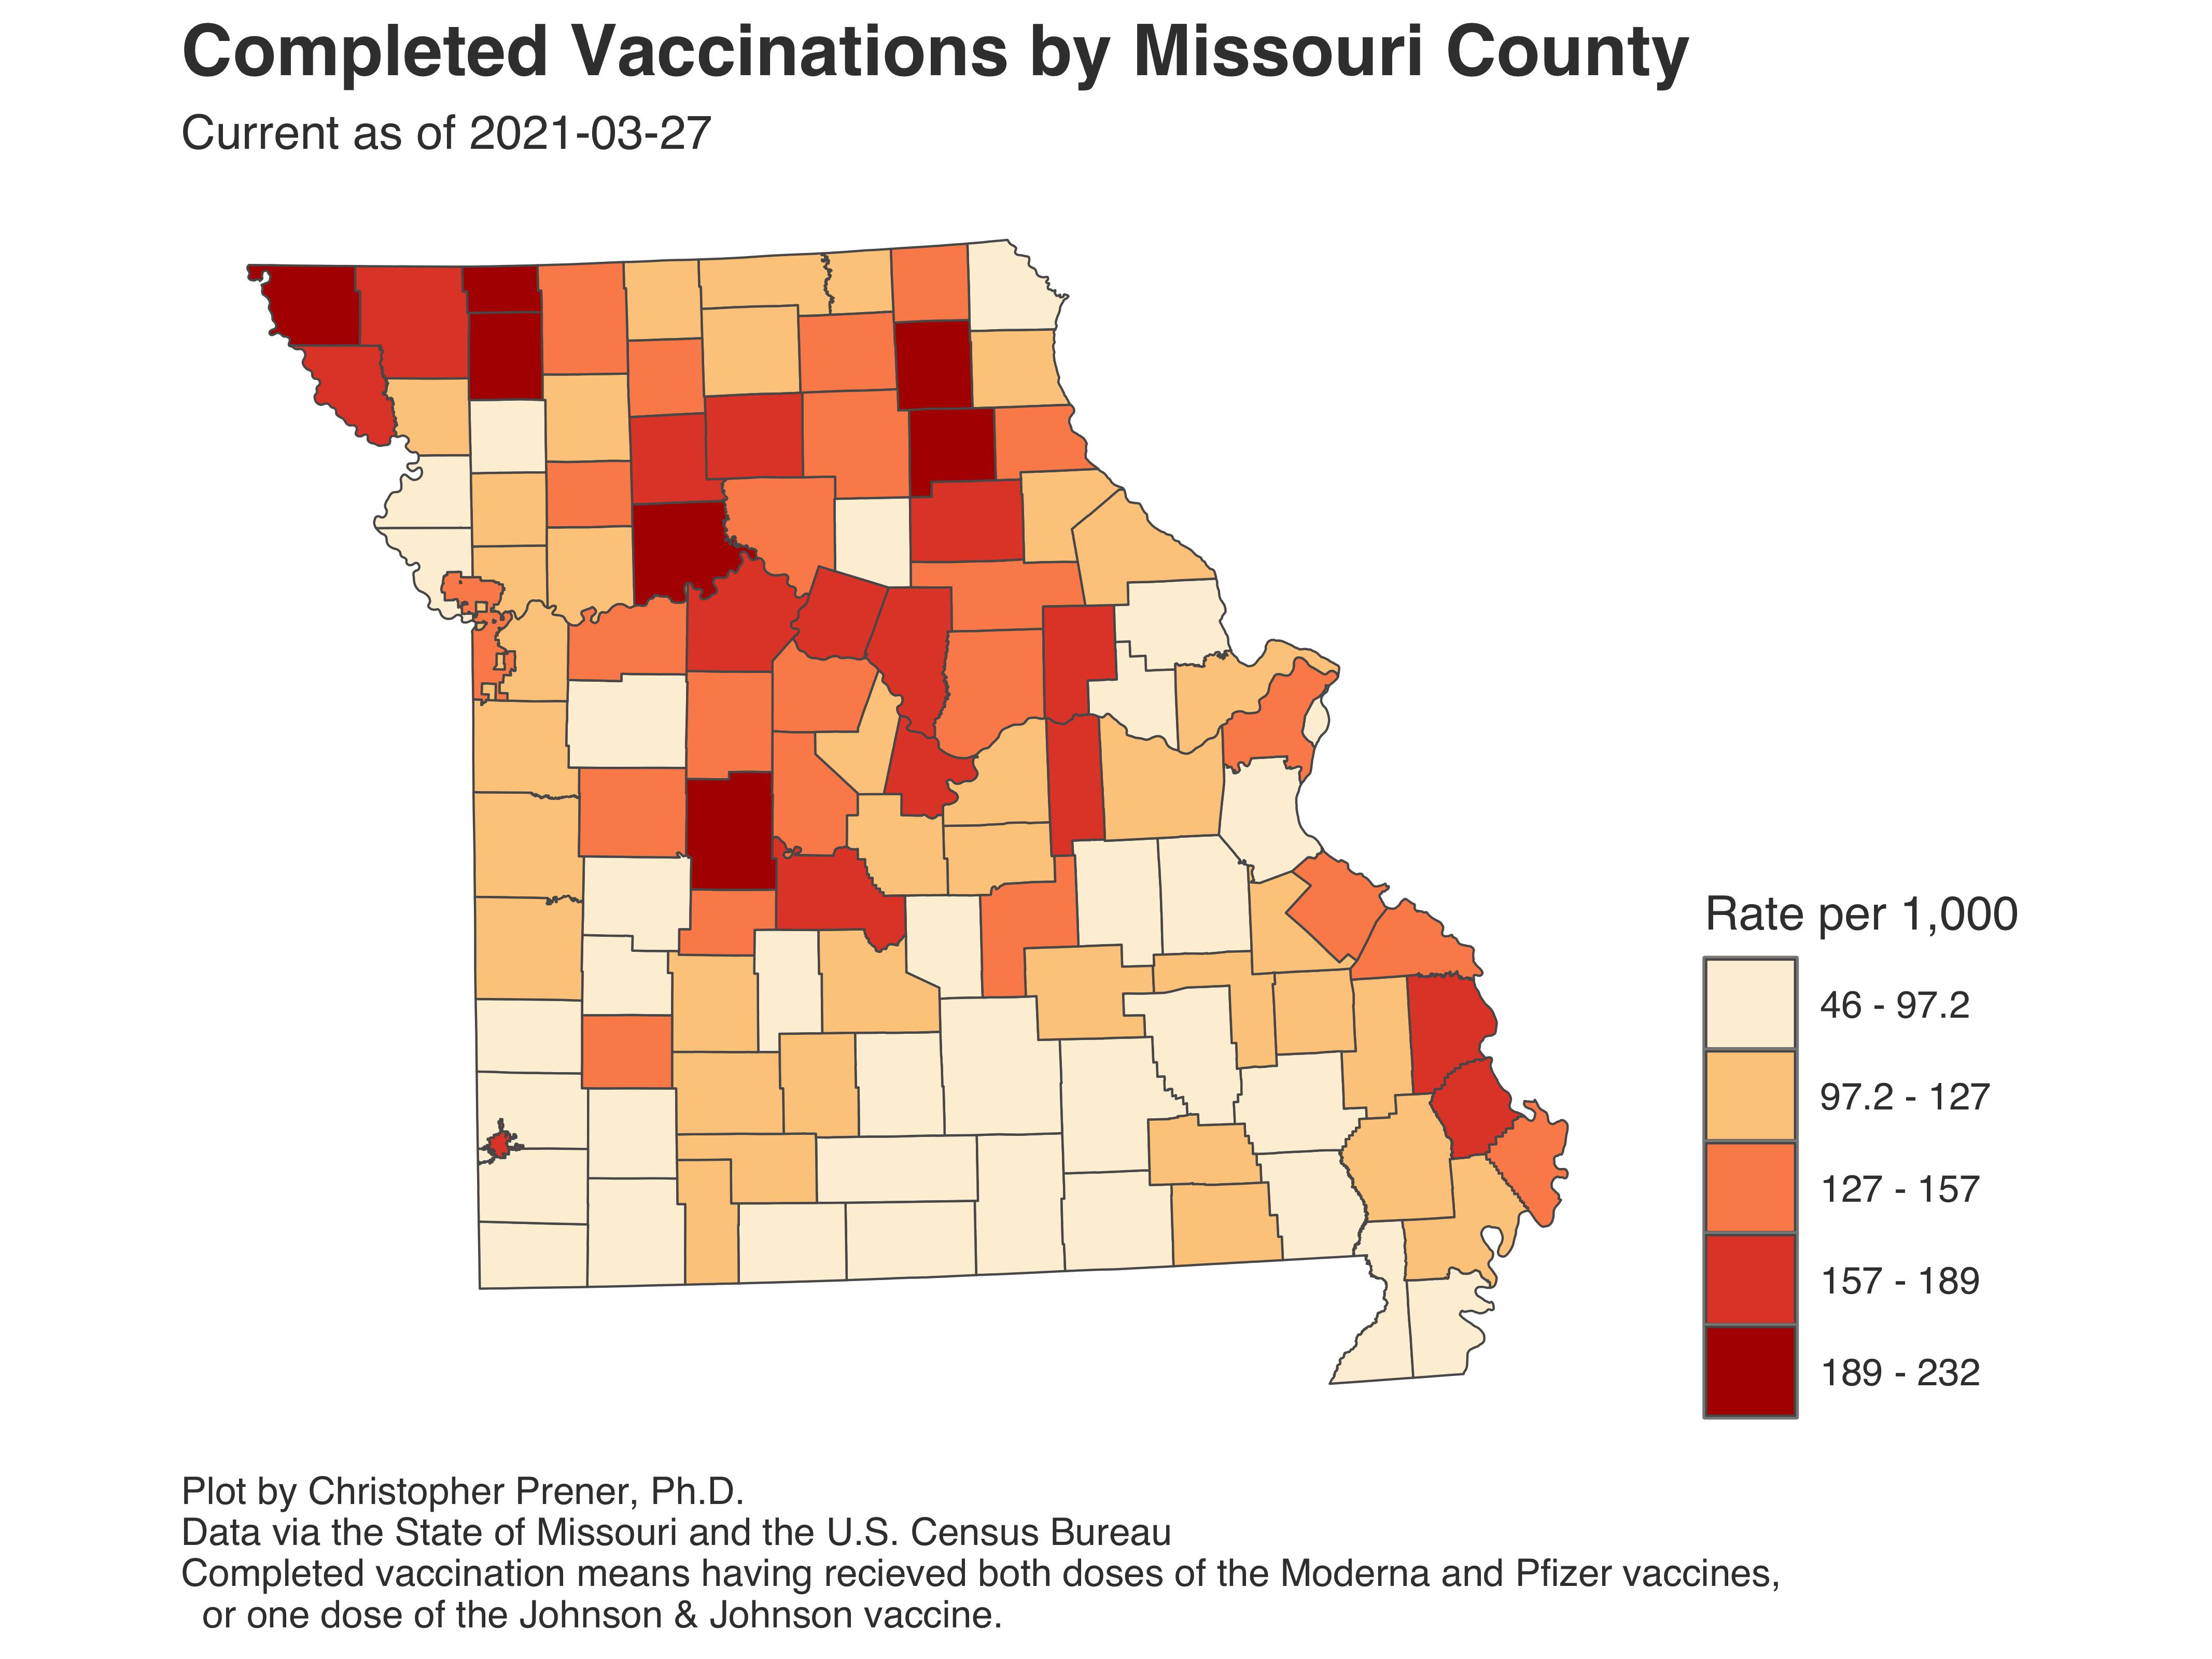 Completed Vaccinations by Missouri County
Current as of 2021-03-27
Rate per 1,000
46 - 97.2
97.2 - 127
127 - 157
157 - 189
189 - 232
Plot by Christopher Prener, Ph.D.
Data via the State of Missouri and the U.S. Census Bureau
Completed vaccination means having recieved both doses of the Moderna and Pfizer vaccines,
or one dose of the Johnson & Johnson vaccine.